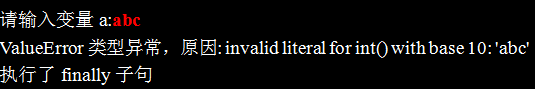 请输入变量 a:abc
ValueError 类型异常，原因: invalid literal for int() with base 10: 'abc'
执行了 finally 子句